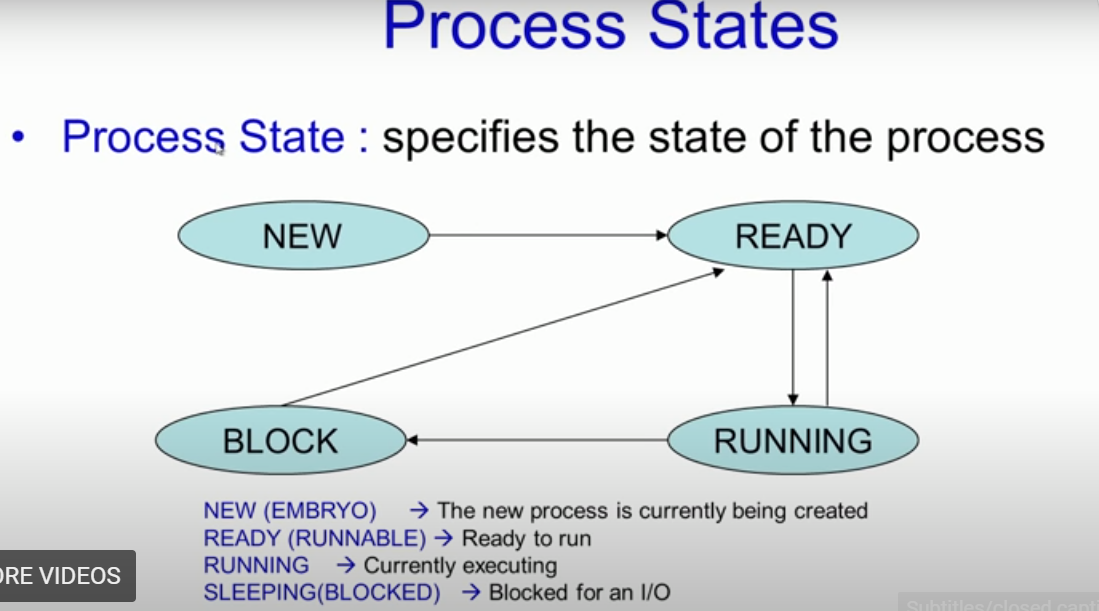 Process States
• Process State : specifies the state of the process
NEW
READY
BLOCK
RUNNING
NEW (EMBRYO) → The new process is currently being created
READY (RUNNABLE) → Ready to run
RUNNING → Currently executing
SLEEPING(BLOCKED) → Blocked for an I/O
ORE VIDEOS
Subtitles/closed capt